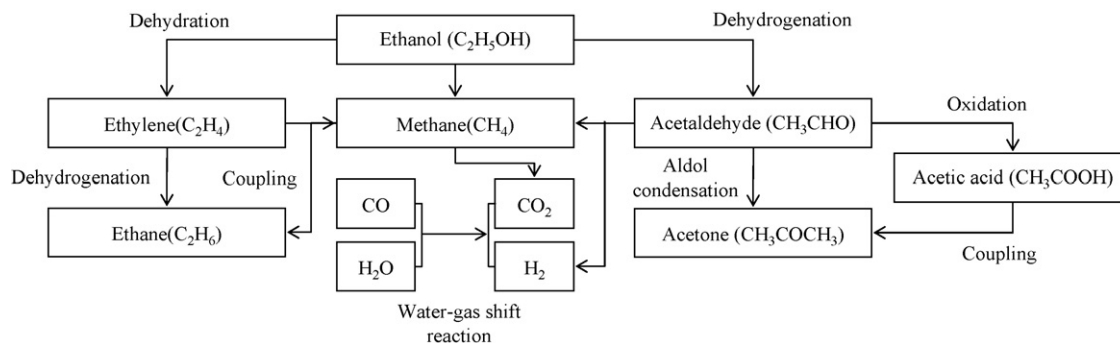 Dehydration
Ethanol (C₂H₅OH)
Dehydrogenation
Ethylene(C₂H₄)
Methane(CH₄)
Acetaldehyde (CH₃CHO)
Oxidation
Dehydrogenation
Coupling
Aldol
condensation
Acetic acid (CH₃COOH)
CO
CO₂
Ethane(C₂H₆)
Acetone (CH₃COCH₃)
Coupling
H₂O
H₂
Water-gas shift
reaction